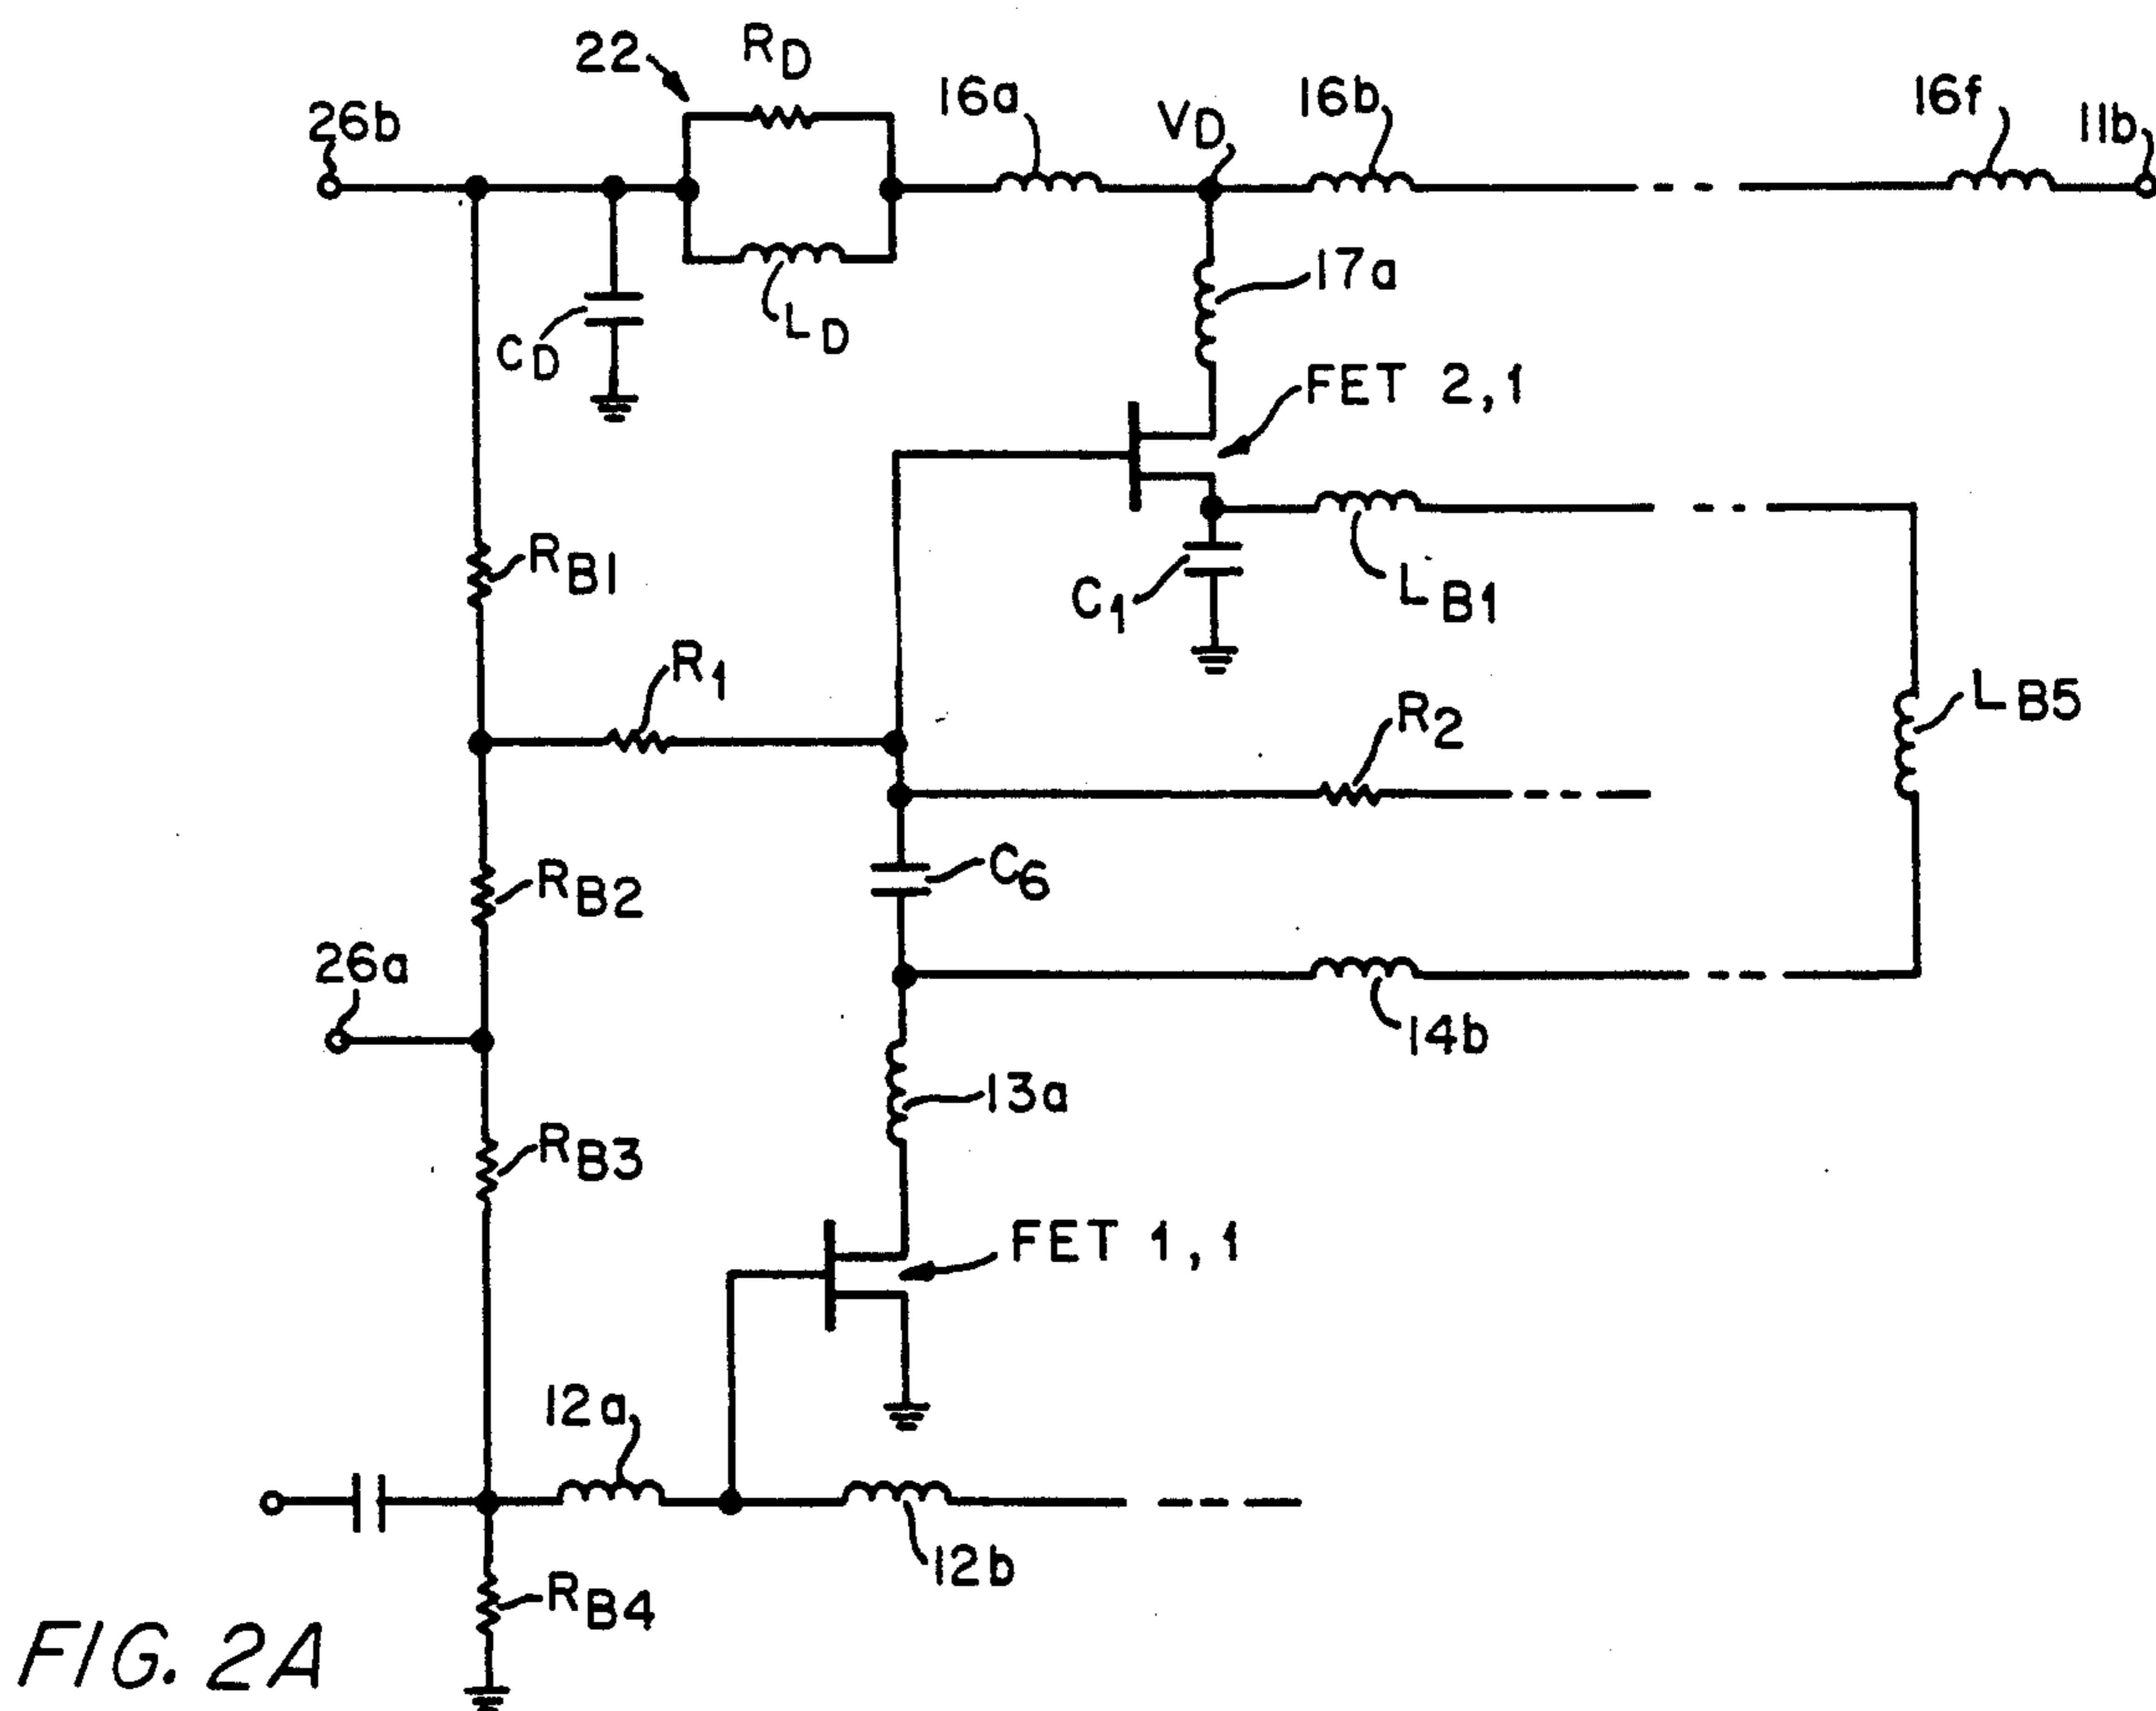 22
RD
16a
VD
16b
16f
11b
26b
17a
CD
LD
FET 2,1
RB1
C1
LB1
R1
R2
LB5
RB2
C6
26a
14b
13a
RB3
FET 1,1
12a
12b
RB4
FIG. 2A